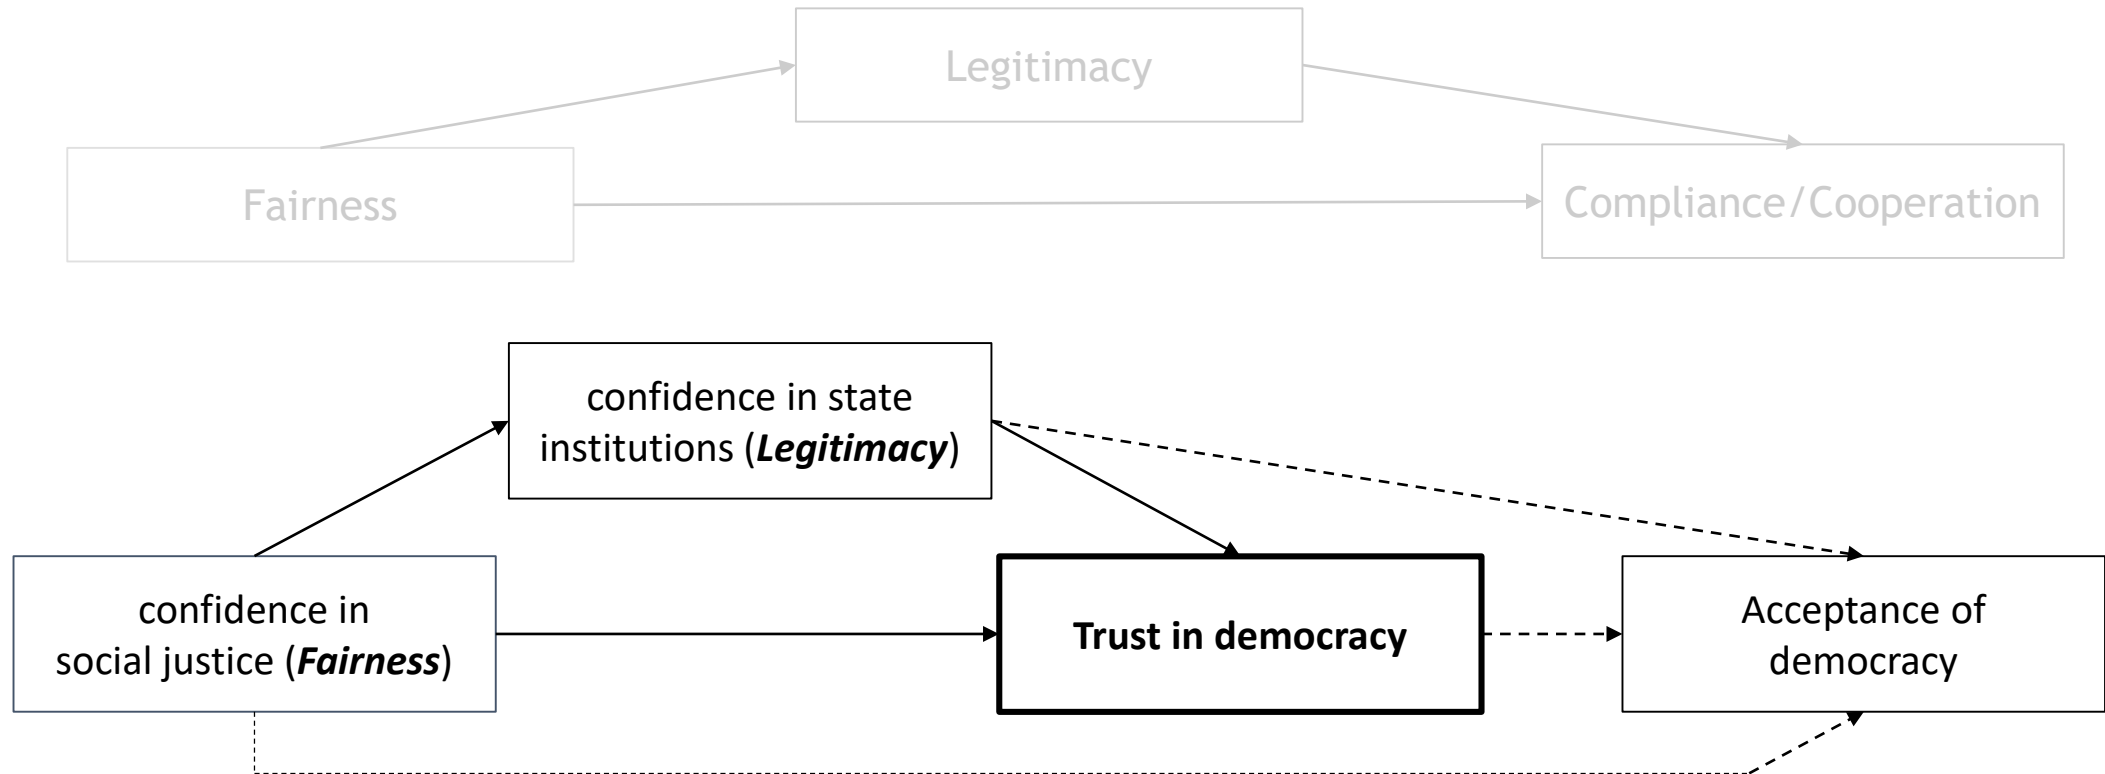 Legitimacy
Fairness
Compliance/Cooperation
confidence in state
institutions (Legitimacy)
confidence in
social justice (Fairness)
Trust in democracy
Acceptance of
democracy